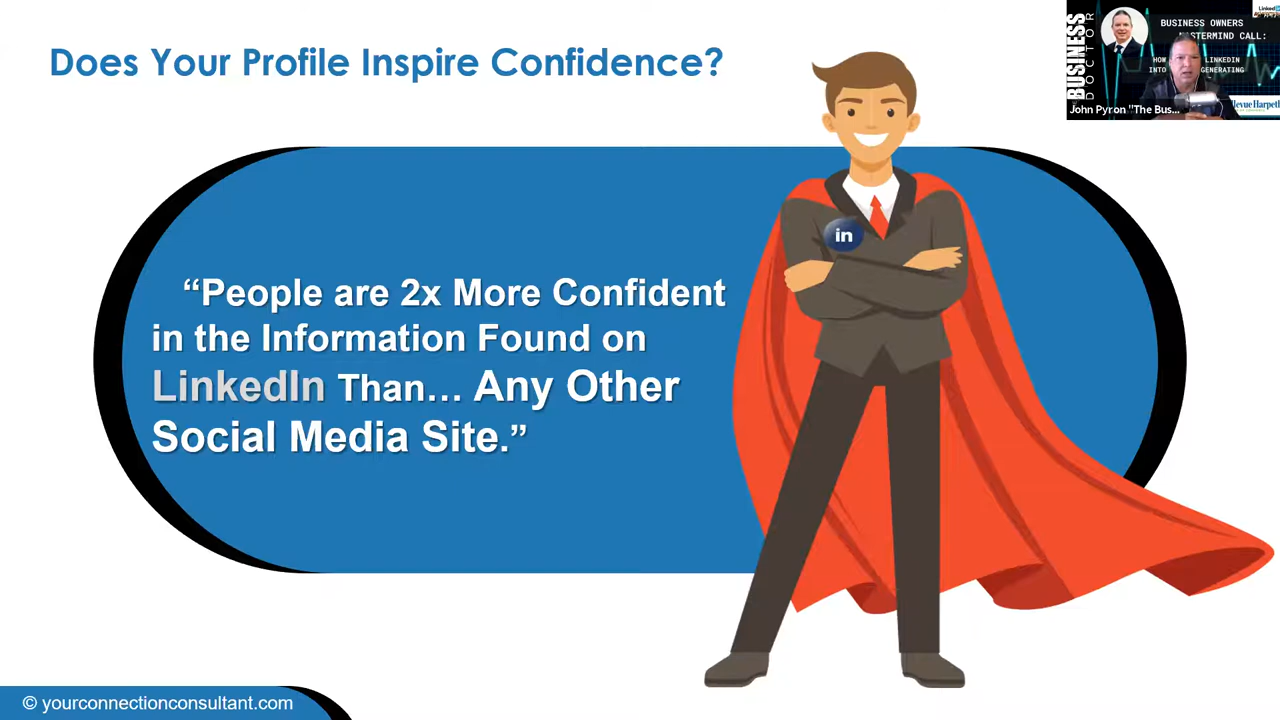 Does Your Profile Inspire Confidence?
“People are 2x More Confident
in the Information Found on
LinkedIn Than… Any Other
Social Media Site.”
in
© yourconnectionconsultant.com
BUSINESS
DOCTOR
BUSINESS OWNERS
MASTERMIND CALL:
HOW LINKEDIN
INTO GENERATING
John Pyron "The Bus...
Linked